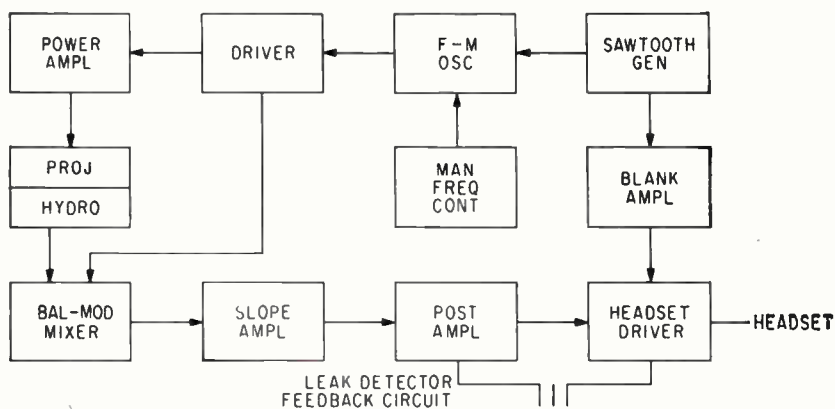 POWER
AMPL
DRIVER
F-M
OSC
SAWTOOTH
GEN
PROJ
HYDRO
MAN
FREQ
CONT
BLANK
AMPL
BAL-MOD
MIXER
SLOPE
AMPL
POST
AMPL
HEADSET
DRIVER
HEADSET
LEAK DETECTOR
FEEDBACK CIRCUIT